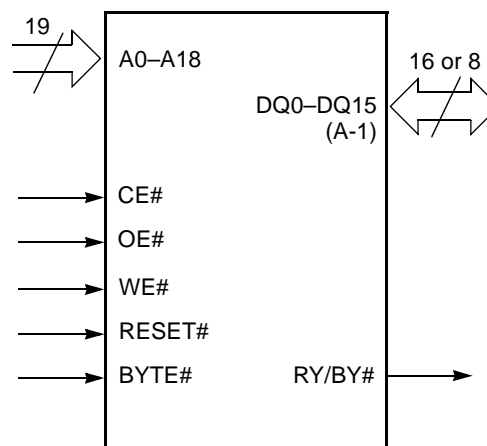 19
A0–A18
16 or 8
DQ0–DQ15
(A-1)
CE#
OE#
WE#
RESET#
BYTE#
RY/BY#